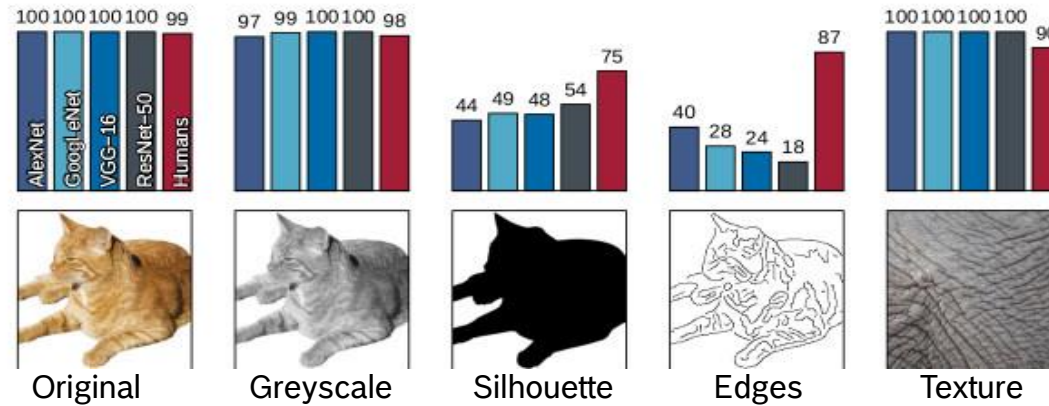 100 100 100 100 99
97 99 100 100 98
44 49 48 54 75
40 28 24 18 87
100 100 100 100
AlexNet
GoogLeNet
VGG-16
ResNet-50
Humans
Original Greyscale Silhouette Edges Texture